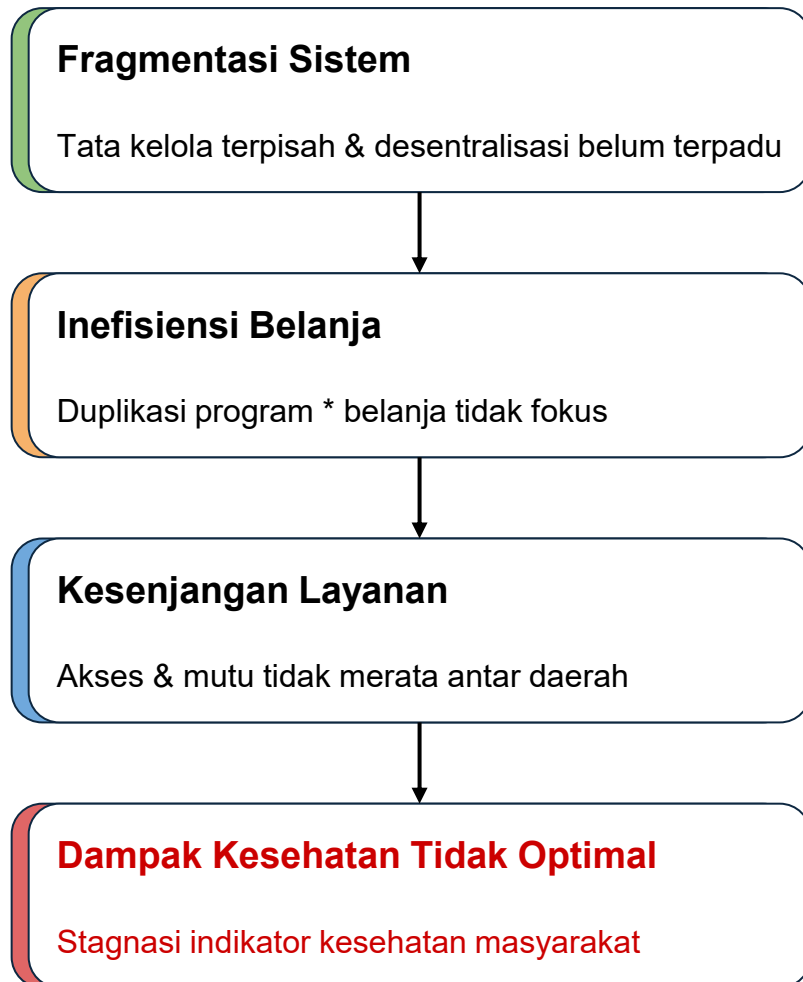 Fragmentasi Sistem
Tata kelola terpisah & desentralisasi belum terpadu
Inefisiensi Belanja
Duplikasi program * belanja tidak fokus
Kesenjangan Layanan
Akses & mutu tidak merata antar daerah
Dampak Kesehatan Tidak Optimal
Stagnasi indikator kesehatan masyarakat